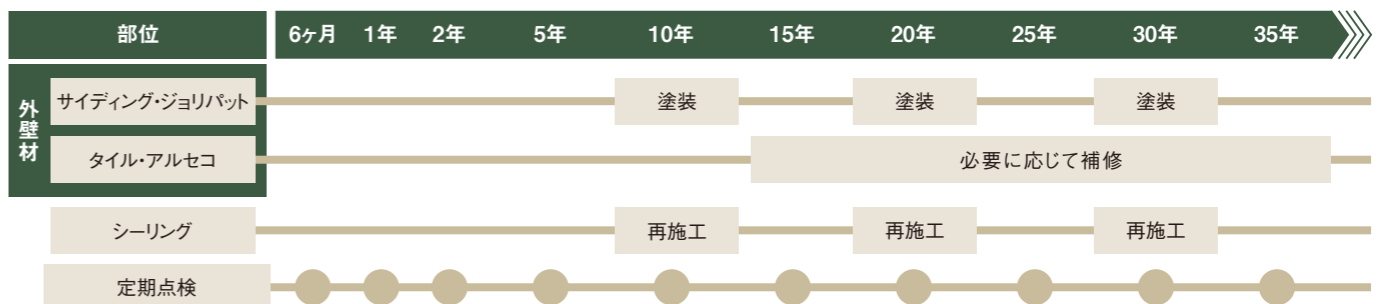 部位 6ヶ月 1年 2年 5年 10年 15年 20年 25年 30年 35年
外壁材
サイディング・ジョリパット 塗装 塗装 塗装
タイル・アルセコ 必要に応じて補修
シーリング 再施工 再施工 再施工
定期点検